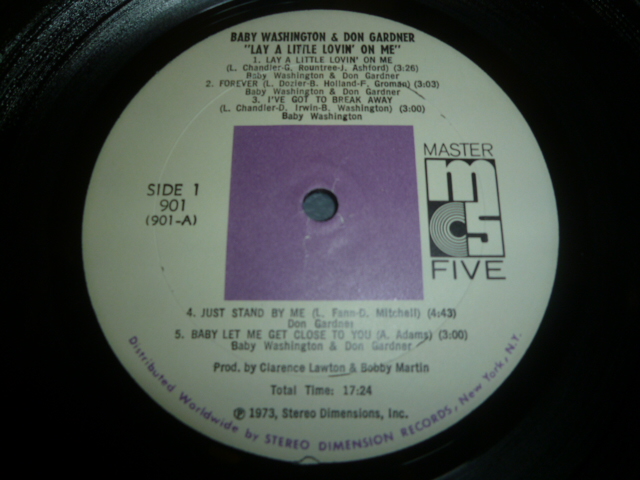 BABY WASHINGTON & DON GARDNER
"LAY A LITTLE LOVIN' ON ME"
1. LAY A LITTLE LOVIN' ON ME
(L. Chandler-G. Rountree-J. Ashford) (3:26)
Baby Washington & Don Gardner
2. FOREVER (L. Dozier-B. Holland-F. Groman) (3:03)
Baby Washington & Don Gardner
3. I'VE GOT TO BREAK AWAY
(L. Chandler-D. Irwin-B. Washington) (3:00)
Baby Washington
SIDE 1
901
(901-A)
MASTER
m5
FIVE
4. JUST STAND BY ME (L. Fann-D. Mitchell) (4:43)
Don Gardner
5. BABY LET ME GET CLOSE TO YOU (A. Adams) (3:00)
Baby Washington & Don Gardner
Prod. by Clarence Lawton & Bobby Martin
Total Time: 17:24
℗ 1973, Stereo Dimensions, Inc.
Distributed Worldwide by STEREO DIMENSION RECORDS, New York, N.Y.